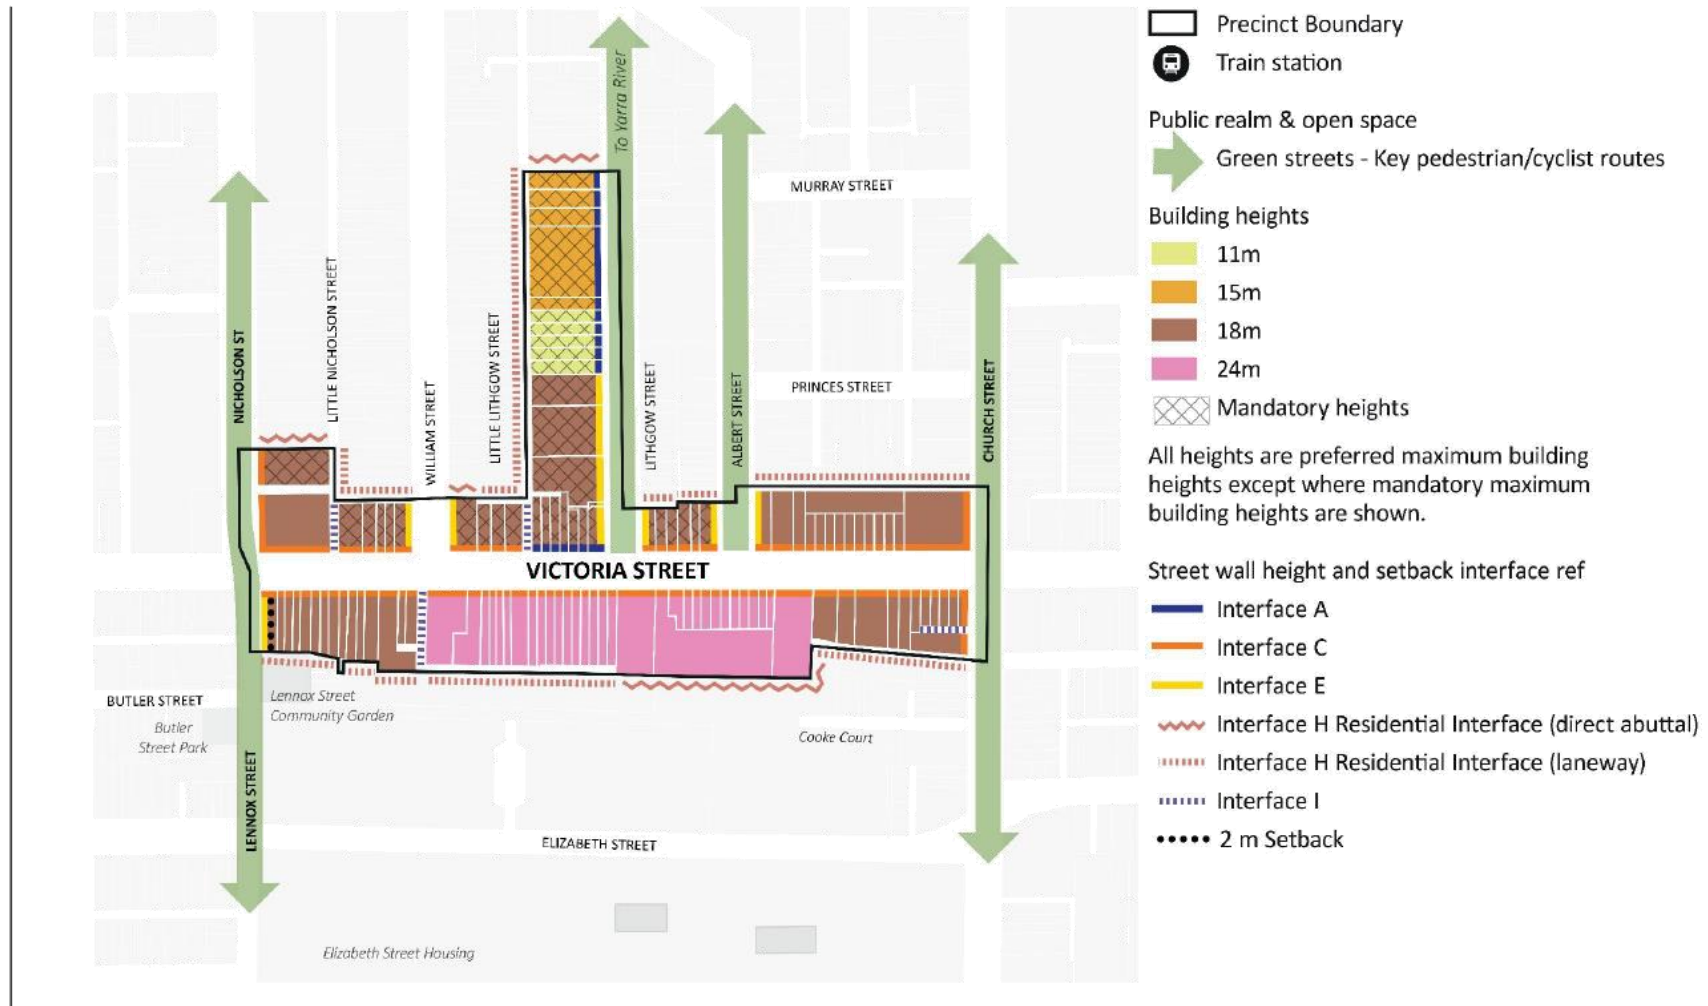 To Yarra River
MURRAY STREET
NICHOLSON ST
LITTLE NICHOLSON STREET
WILLIAM STREET
LITTLE LITHGOW STREET
LITHGOW STREET
ALBERT STREET
PRINCES STREET
CHURCH STREET
VICTORIA STREET
BUTLER STREET
Butler
Street Park
Lennox Street
Community Garden
LENNOX STREET
Cooke Court
ELIZABETH STREET
Elizabeth Street Housing
Precinct Boundary
Train station
Public realm & open space
Green streets - Key pedestrian/cyclist routes
Building heights
11m
15m
18m
24m
Mandatory heights
All heights are preferred maximum building
heights except where mandatory maximum
building heights are shown.
Street wall height and setback interface ref
Interface A
Interface C
Interface E
Interface H Residential Interface (direct abuttal)
Interface H Residential Interface (laneway)
Interface I
2 m Setback